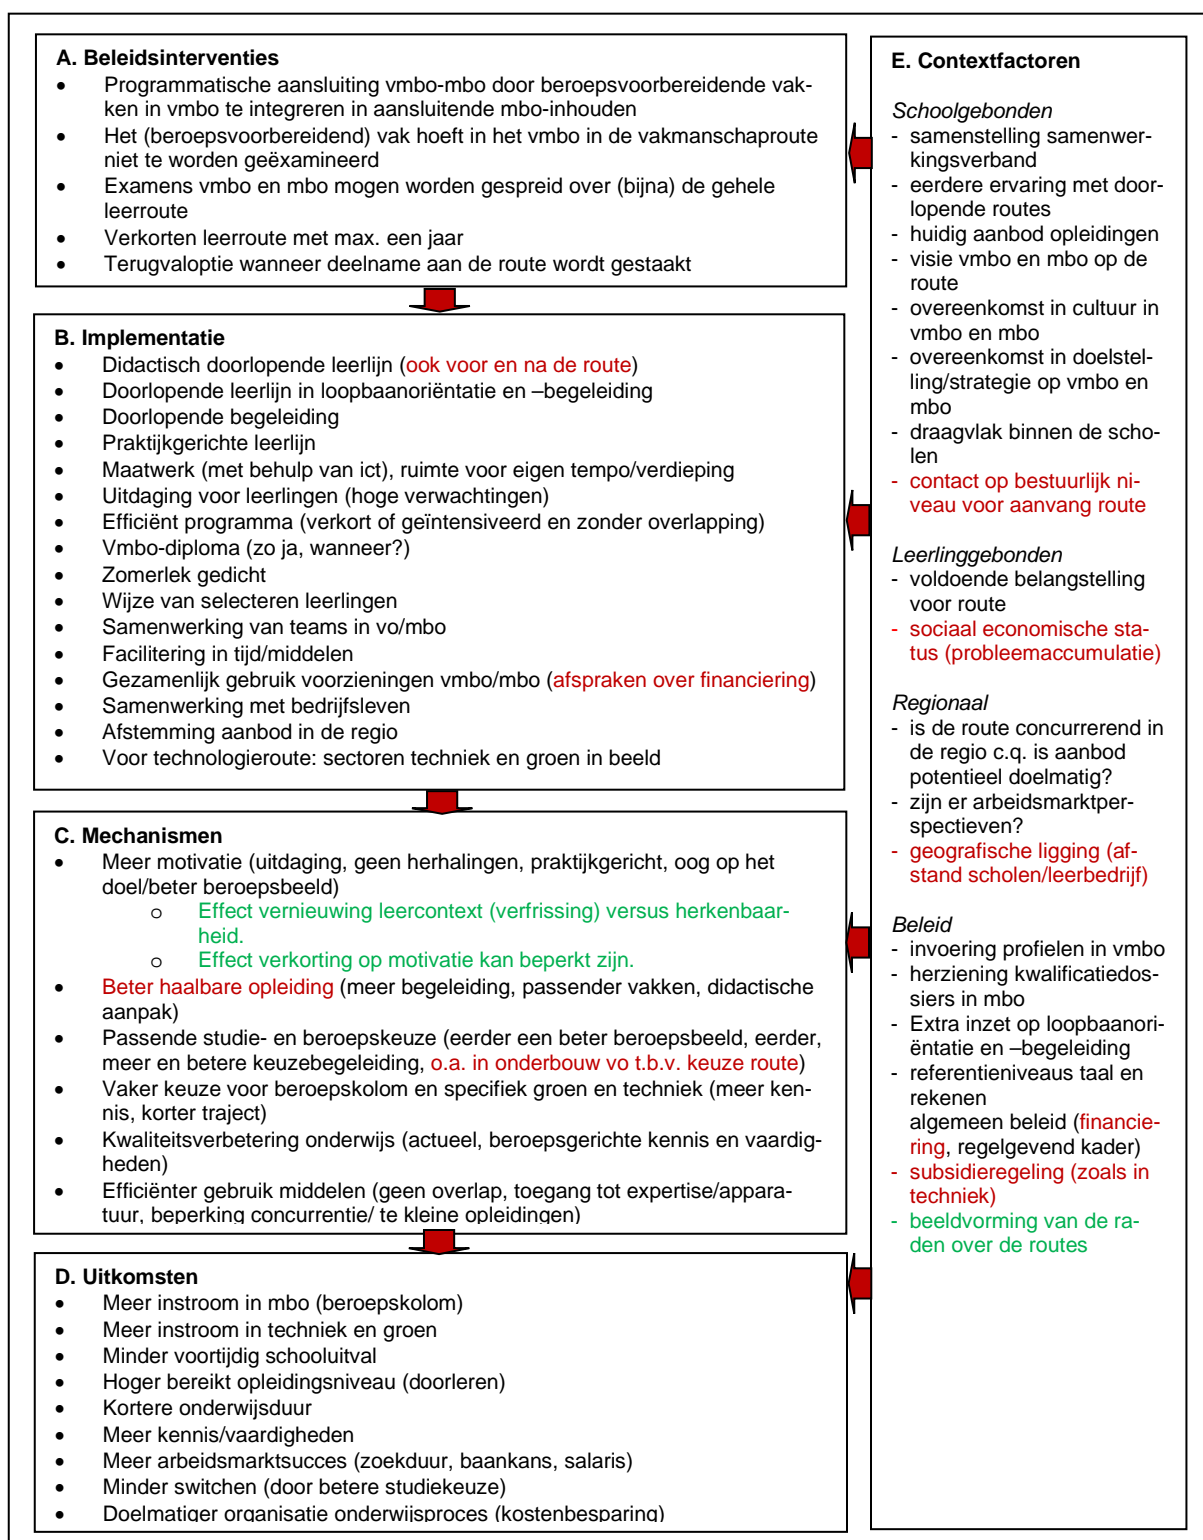 A. Beleidsinterventies
• Programmatische aansluiting vmbo-mbo door beroepsvoorbereidende vak-
ken in vmbo te integreren in aansluitende mbo-inhouden
• Het (beroepsvoorbereidend) vak hoeft in het vmbo in de vakmanschaproute
niet te worden geëxamineerd
• Examens vmbo en mbo mogen worden gespreid over (bijna) de gehele
leerroute
• Verkorten leerroute met max. een jaar
• Terugvaloptie wanneer deelname aan de route wordt gestaakt
B. Implementatie
• Didactisch doorlopende leerlijn (ook voor en na de route)
• Doorlopende leerlijn in loopbaanoriëntatie en –begeleiding
• Doorlopende begeleiding
• Praktijkgerichte leerlijn
• Maatwerk (met behulp van ict), ruimte voor eigen tempo/verdieping
• Uitdaging voor leerlingen (hoge verwachtingen)
• Efficiënt programma (verkort of geïntensiveerd en zonder overlapping)
• Vmbo-diploma (zo ja, wanneer?)
• Zomerlek gedicht
• Wijze van selecteren leerlingen
• Samenwerking van teams in vo/mbo
• Facilitering in tijd/middelen
• Gezamenlijk gebruik voorzieningen vmbo/mbo (afspraken over financiering)
• Samenwerking met bedrijfsleven
• Afstemming aanbod in de regio
• Voor technologieroute: sectoren techniek en groen in beeld
C. Mechanismen
• Meer motivatie (uitdaging, geen herhalingen, praktijkgericht, oog op het
doel/beter beroepsbeeld)
o Effect vernieuwing leercontext (verfrissing) versus herkenbaar-
heid.
o Effect verkorting op motivatie kan beperkt zijn.
• Beter haalbare opleiding (meer begeleiding, passender vakken, didactische
aanpak)
• Passende studie- en beroepskeuze (eerder een beter beroepsbeeld, eerder,
meer en betere keuzebegeleiding, o.a. in onderbouw vo t.b.v. keuze route)
• Vaker keuze voor beroepskolom en specifiek groen en techniek (meer ken-
nis, korter traject)
• Kwaliteitsverbetering onderwijs (actueel, beroepsgerichte kennis en vaardig-
heden)
• Efficiënter gebruik middelen (geen overlap, toegang tot expertise/appara-
tuur, beperking concurrentie/ te kleine opleidingen)
D. Uitkomsten
• Meer instroom in mbo (beroepskolom)
• Meer instroom in techniek en groen
• Minder voortijdig schooluitval
• Hoger bereikt opleidingsniveau (doorleren)
• Kortere onderwijsduur
• Meer kennis/vaardigheden
• Meer arbeidsmarktsucces (zoekduur, baankans, salaris)
• Minder switchen (door betere studiekeuze)
• Doelmatiger organisatie onderwijsproces (kostenbesparing)
E. Contextfactoren
Schoolgebonden
- samenstelling samenwer-
kingsverband
- eerdere ervaring met door-
lopende routes
- huidig aanbod opleidingen
- visie vmbo en mbo op de
route
- overeenkomst in cultuur in
vmbo en mbo
- overeenkomst in doelstel-
ling/strategie op vmbo en
mbo
- draagvlak binnen de scho-
len
- contact op bestuurlijk ni-
veau voor aanvang route
Leerlinggebonden
- voldoende belangstelling
voor route
- sociaal economische sta-
tus (probleemaccumulatie)
Regionaal
- is de route concurrerend in
de regio c.q. is aanbod
potentieel doelmatig?
- zijn er arbeidsmarktper-
spectieven?
- geografische ligging (af-
stand scholen/leerbedrijf)
Beleid
- invoering profielen in vmbo
- herziening kwalificatiedos-
siers in mbo
- Extra inzet op loopbaanori-
ëntatie en –begeleiding
- referentieniveaus taal en
rekenen
algemeen beleid (financie-
ring, regelgevend kader)
- subsidieregeling (zoals in
techniek)
- beeldvorming van de ra-
den over de routes